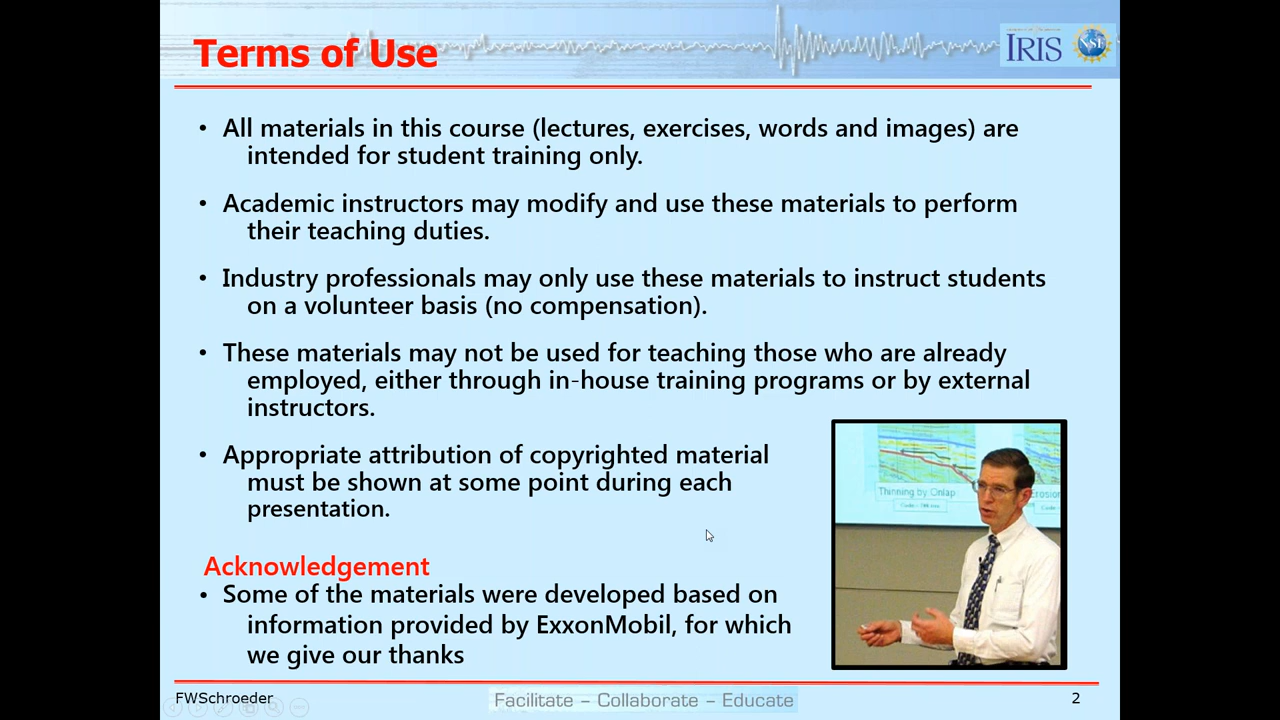 Terms of Use
IRIS
NSF
• All materials in this course (lectures, exercises, words and images) are
intended for student training only.
• Academic instructors may modify and use these materials to perform
their teaching duties.
• Industry professionals may only use these materials to instruct students
on a volunteer basis (no compensation).
• These materials may not be used for teaching those who are already
employed, either through in-house training programs or by external
instructors.
• Appropriate attribution of copyrighted material
must be shown at some point during each
presentation.
Thinning by Onlap
Erosion
Acknowledgement
• Some of the materials were developed based on
information provided by ExxonMobil, for which
we give our thanks
FWSchroeder
Facilitate – Collaborate – Educate
2